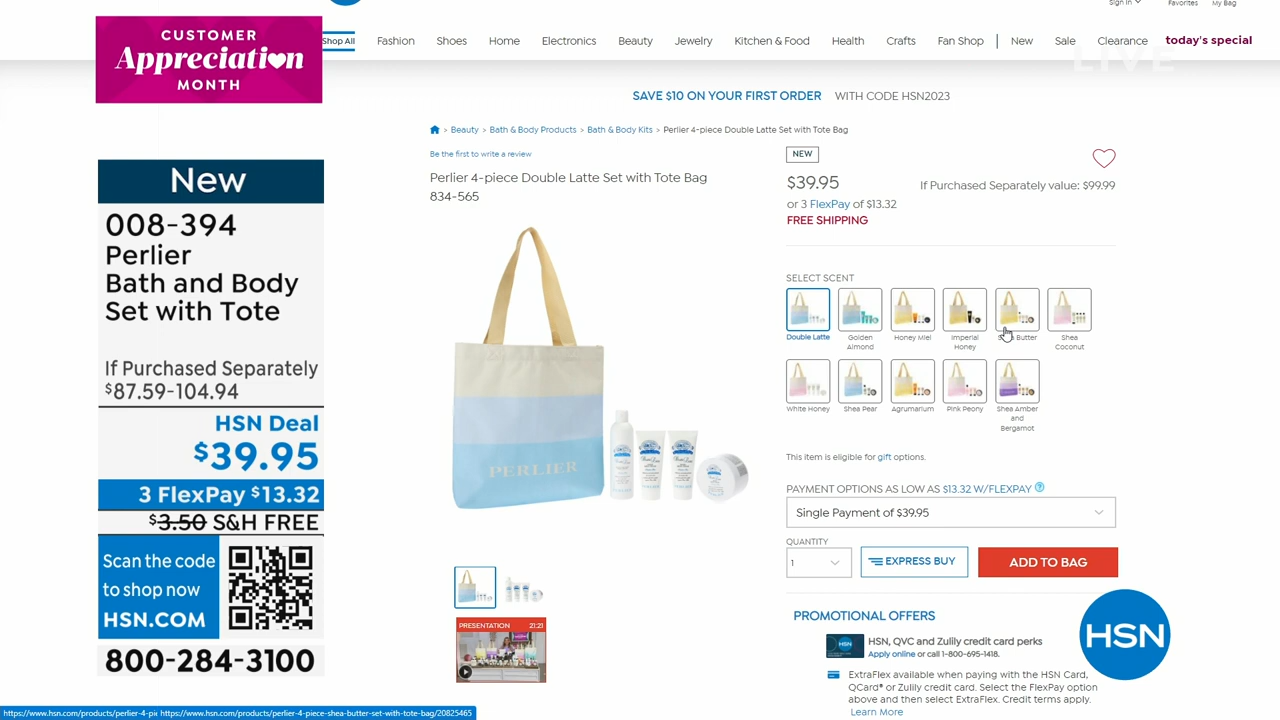 CUSTOMER
Appreciation
MONTH
Sign In
Favorites
My Bag
Shop All
Fashion
Shoes
Home
Electronics
Beauty
Jewelry
Kitchen & Food
Health
Crafts
Fan Shop
New
Sale
Clearance
today's special
LIVE
SAVE $10 ON YOUR FIRST ORDER WITH CODE HSN2023
> Beauty > Bath & Body Products > Bath & Body Kits > Perlier 4-piece Double Latte Set with Tote Bag
New
008-394
Perlier
Bath and Body
Set with Tote
If Purchased Separately
$87.59-104.94
HSN Deal
$39.95
3 FlexPay $13.32
$3.50 S&H FREE
Scan the code
to shop now
HSN.COM
800-284-3100
Be the first to write a review
Perlier 4-piece Double Latte Set with Tote Bag
834-565
PERLIER
PRESENTATION 21:21
NEW
$39.95
If Purchased Separately value: $99.99
or 3 FlexPay of $13.32
FREE SHIPPING
SELECT SCENT
Double Latte
Golden Almond
Honey Miel
Imperial Honey
Butter
Shea Coconut
White Honey
Shea Pear
Agrumarium
Pink Peony
Shea Amber and Bergamot
This item is eligible for gift options.
PAYMENT OPTIONS AS LOW AS $13.32 W/FLEXPAY
Single Payment of $39.95
QUANTITY
1
EXPRESS BUY
ADD TO BAG
PROMOTIONAL OFFERS
HSN, QVC and Zulily credit card perks
Apply online or call 1-800-695-1418.
ExtraFlex available when paying with the HSN Card,
QCard® or Zulily credit card. Select the FlexPay option
above and then select ExtraFlex. Credit terms apply.
Learn More
HSN
https://www.hsn.com/products/perlier-4-pi https://www.hsn.com/products/perlier-4-piece-shea-butter-set-with-tote-bag/20825465